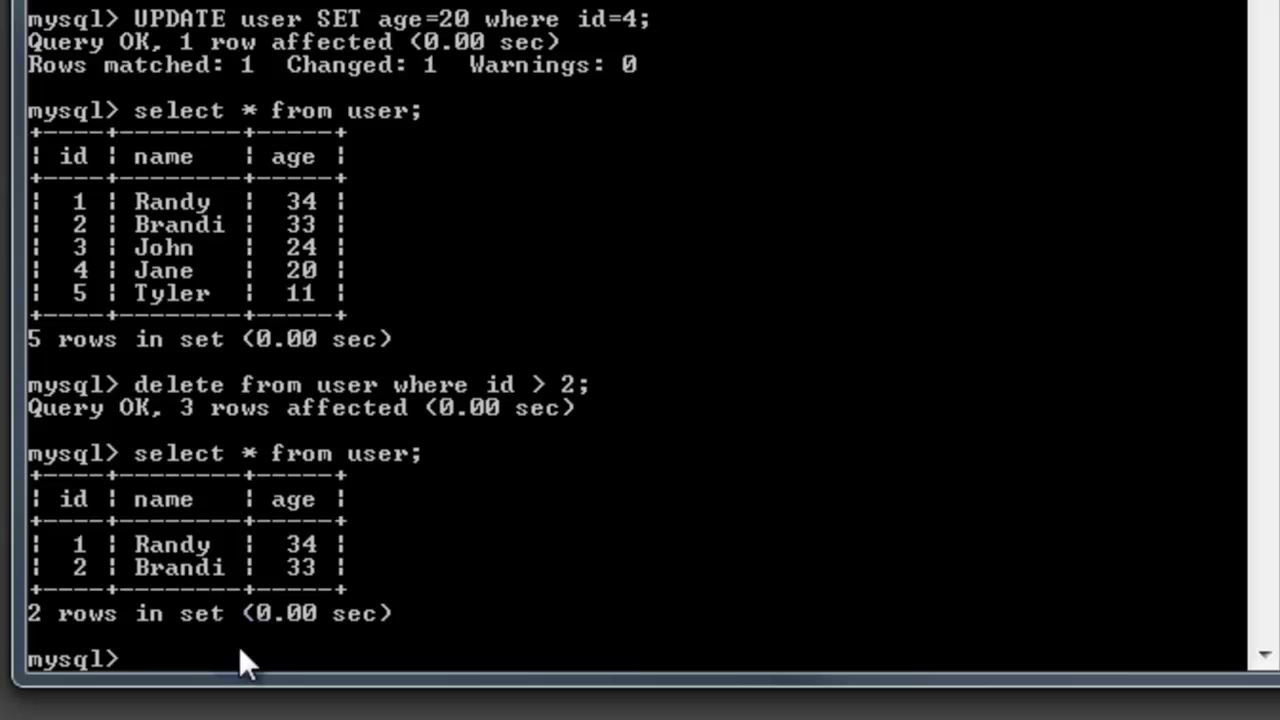 mysql> UPDATE user SET age=20 where id=4;
Query OK, 1 row affected (0.00 sec)
Rows matched: 1  Changed: 1  Warnings: 0
mysql> select * from user;
+----+--------+-----+
¦ id ¦ name   ¦ age ¦
+----+--------+-----+
¦  1 ¦ Randy  ¦  34 ¦
¦  2 ¦ Brandi ¦  33 ¦
¦  3 ¦ John   ¦  24 ¦
¦  4 ¦ Jane   ¦  20 ¦
¦  5 ¦ Tyler  ¦  11 ¦
+----+--------+-----+
5 rows in set (0.00 sec)
mysql> delete from user where id > 2;
Query OK, 3 rows affected (0.00 sec)
mysql> select * from user;
+----+--------+-----+
¦ id ¦ name   ¦ age ¦
+----+--------+-----+
¦  1 ¦ Randy  ¦  34 ¦
¦  2 ¦ Brandi ¦  33 ¦
+----+--------+-----+
2 rows in set (0.00 sec)
mysql>